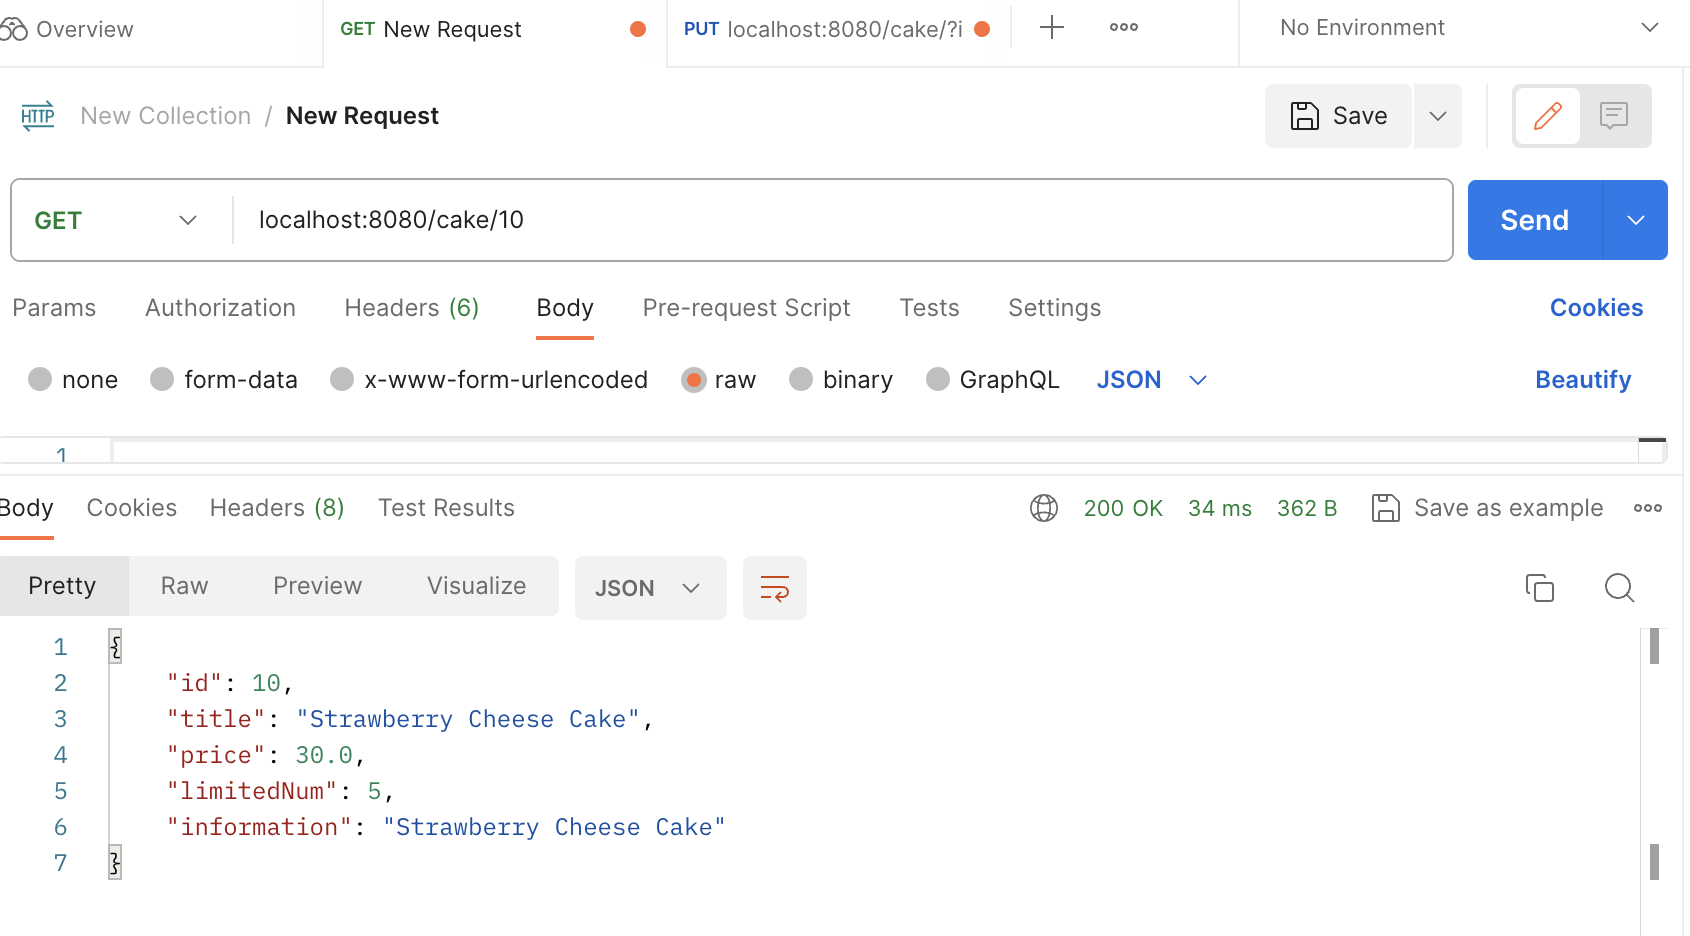 Overview
GET New Request
PUT localhost:8080/cake/?i
No Environment
HTTP
New Collection / New Request
Save
GET
localhost:8080/cake/10
Send
Params Authorization Headers (6) Body Pre-request Script Tests Settings Cookies
none form-data x-www-form-urlencoded raw binary GraphQL JSON Beautify
1
Body Cookies Headers (8) Test Results 200 OK 34 ms 362 B Save as example
Pretty Raw Preview Visualize JSON
1 {
2 "id": 10,
3 "title": "Strawberry Cheese Cake",
4 "price": 30.0,
5 "limitedNum": 5,
6 "information": "Strawberry Cheese Cake"
7 }